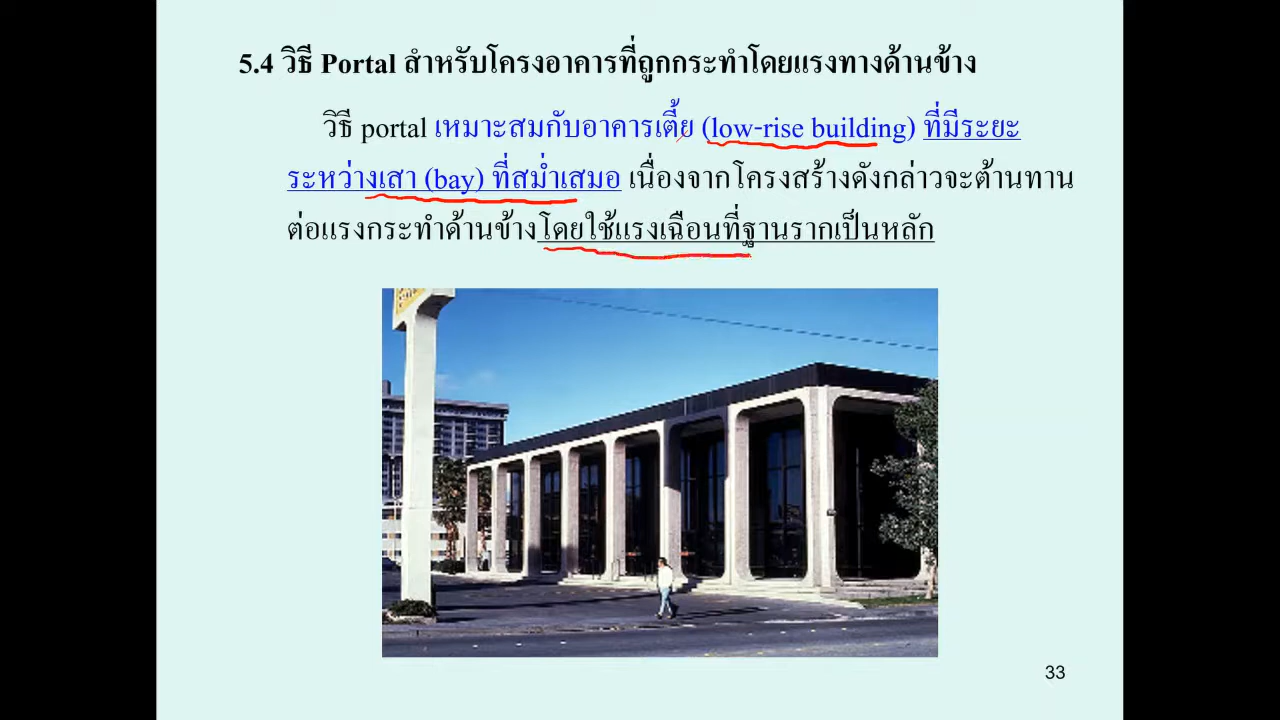 5.4 วิธี Portal สำหรับโครงอาคารที่ถูกกระทำโดยแรงทางด้านข้าง
วิธี portal เหมาะสมกับอาคารเตี้ย (low-rise building) ที่มีระยะ
ระหว่างเสา (bay) ที่สม่ำเสมอ เนื่องจากโครงสร้างดังกล่าวจะต้านทาน
ต่อแรงกระทำด้านข้างโดยใช้แรงเฉือนที่ฐานรากเป็นหลัก
33